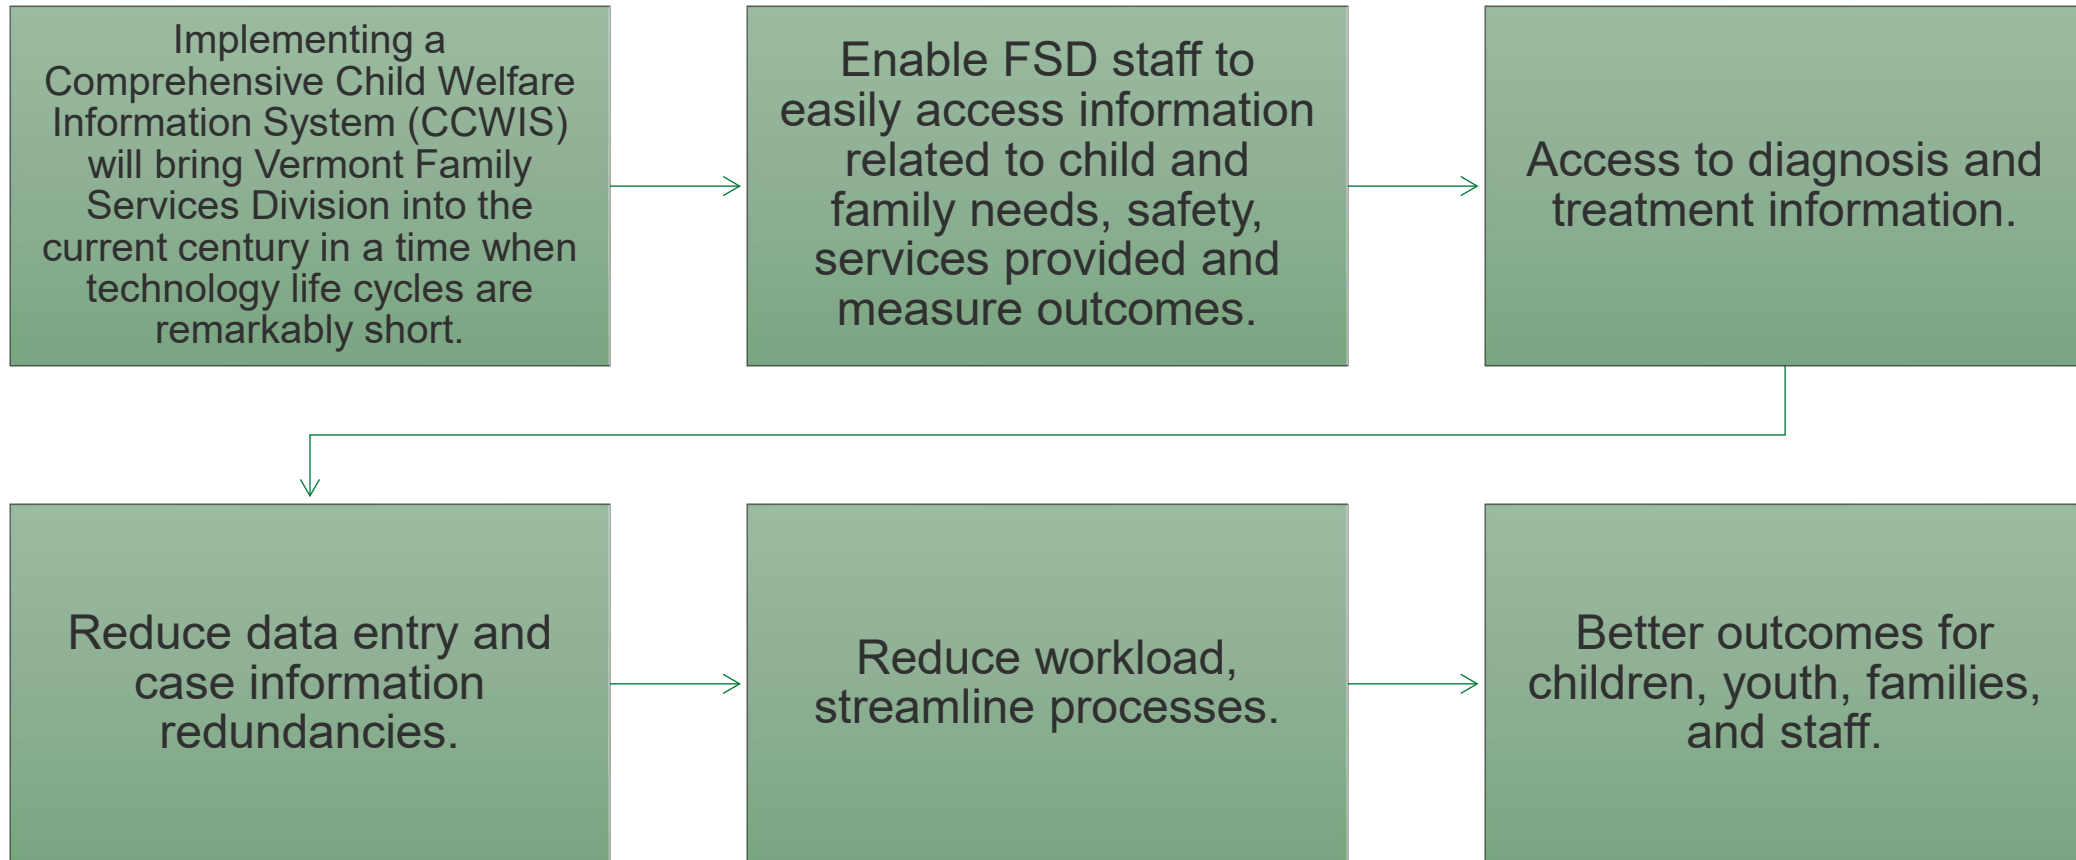 Implementing a
Comprehensive Child Welfare
Information System (CCWIS)
will bring Vermont Family
Services Division into the
current century in a time when
technology life cycles are
remarkably short.
Enable FSD staff to
easily access information
related to child and
family needs, safety,
services provided and
measure outcomes.
Access to diagnosis and
treatment information.
Reduce data entry and
case information
redundancies.
Reduce workload,
streamline processes.
Better outcomes for
children, youth, families,
and staff.